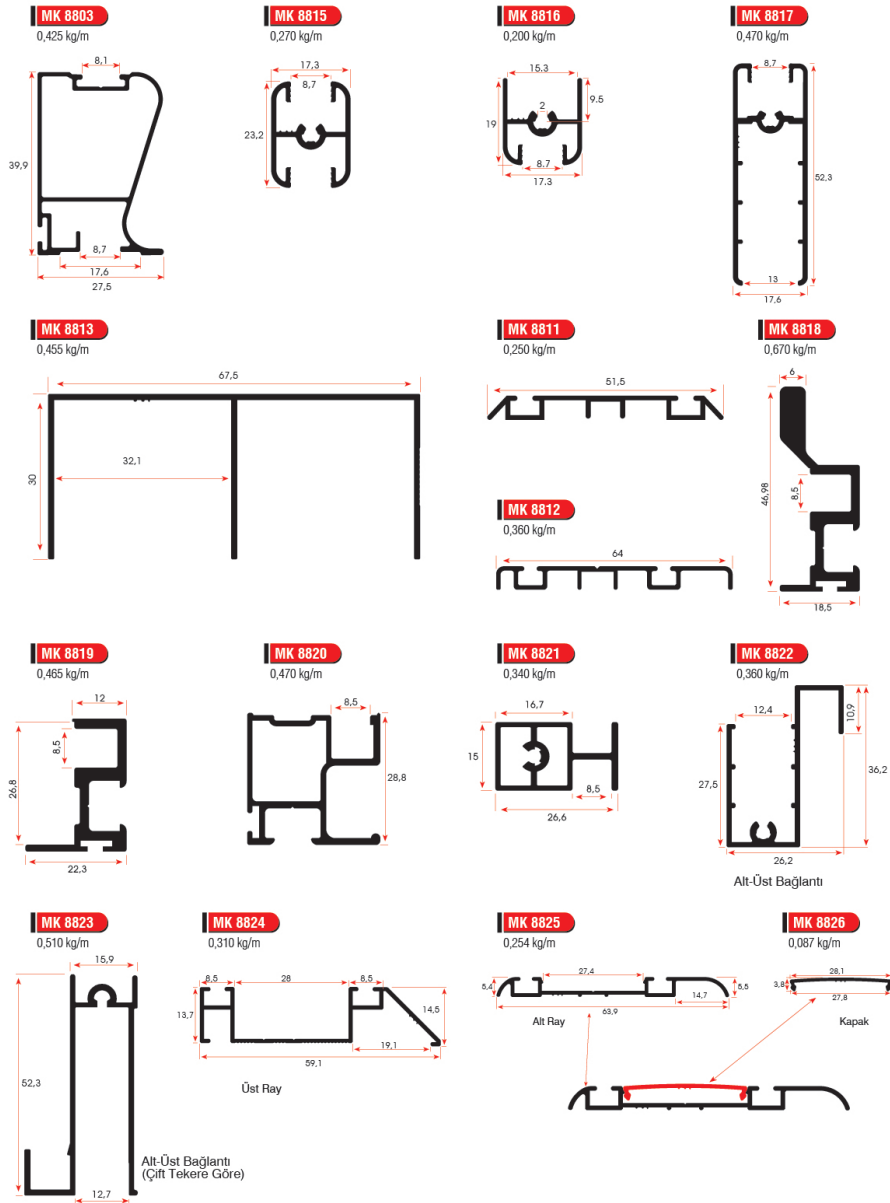 MK 8803
0,425 kg/m
8,1
39,9
8,7
17,6
27,5
MK 8815
0,270 kg/m
17,3
8,7
23,2
MK 8816
0,200 kg/m
15.3
9.5
2
19
8.7
17.3
MK 8817
0,470 kg/m
8,7
52,3
13
17,6
MK 8813
0,455 kg/m
67,5
32,1
30
MK 8811
0,250 kg/m
51,5
MK 8812
0,360 kg/m
64
MK 8818
0,670 kg/m
6
46,98
8,5
18,5
MK 8819
0,465 kg/m
12
8,5
26,8
22,3
MK 8820
0,470 kg/m
8,5
28,8
MK 8821
0,340 kg/m
16,7
15
8,5
26,6
MK 8822
0,360 kg/m
12,4
10,9
27,5
36,2
26,2
Alt-Üst Bağlantı
MK 8823
0,510 kg/m
15,9
52,3
12,7
Alt-Üst Bağlantı
(Çift Tekere Göre)
MK 8824
0,310 kg/m
8,5
28
8,5
13,7
14,5
19,1
59,1
Üst Ray
MK 8825
0,254 kg/m
27,4
5,4
5,5
14,7
63,9
Alt Ray
MK 8826
0,087 kg/m
28,1
3,8
27,8
Kapak